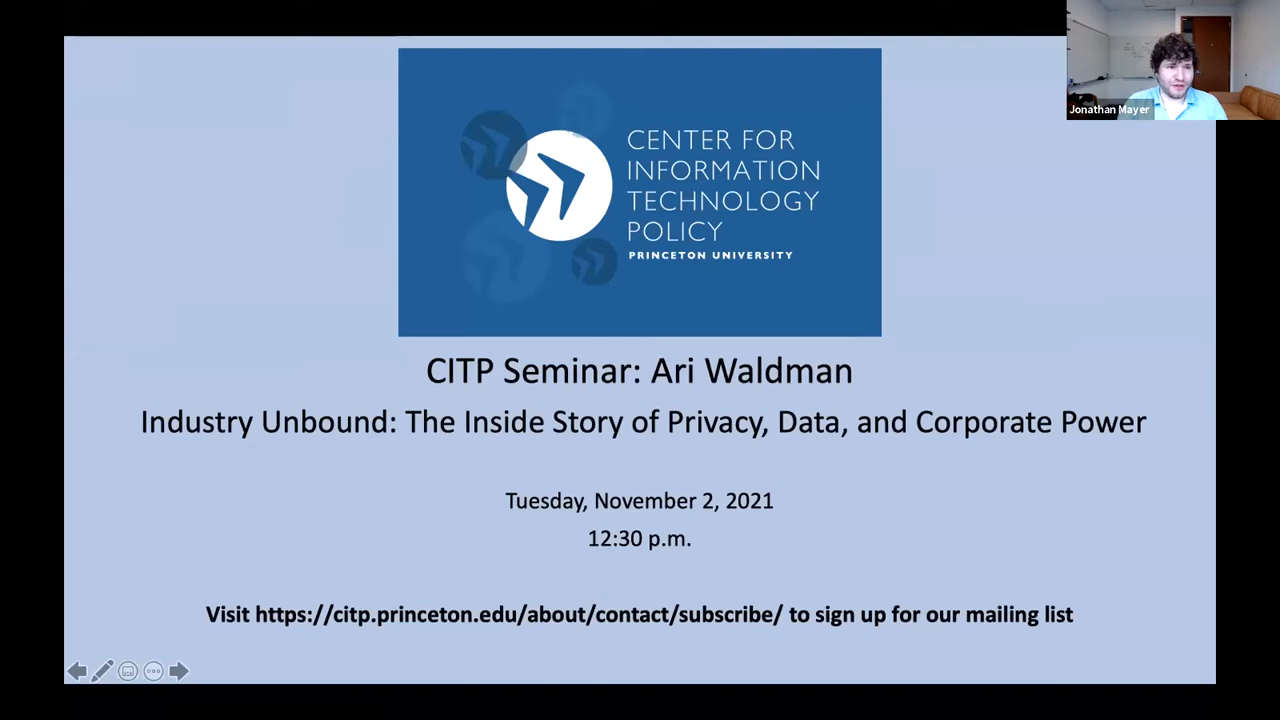 Jonathan Mayer
CENTER FOR
INFORMATION
TECHNOLOGY
POLICY
PRINCETON UNIVERSITY
CITP Seminar: Ari Waldman
Industry Unbound: The Inside Story of Privacy, Data, and Corporate Power
Tuesday, November 2, 2021
12:30 p.m.
Visit https://citp.princeton.edu/about/contact/subscribe/ to sign up for our mailing list